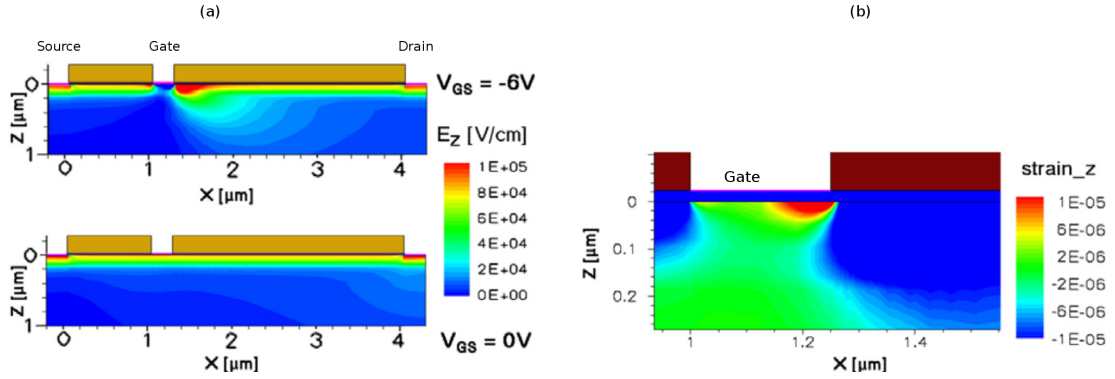 (a)
(b)
Source
Gate
Drain
0
1
Z [µm]
0
1
2
3
4
X [µm]
V_GS = -6V
E_Z [V/cm]
1E+05
8E+04
6E+04
4E+04
2E+04
0E+00
0
1
Z [µm]
0
1
2
3
4
X [µm]
V_GS = 0V
Gate
0
0.1
0.2
Z [µm]
1
1.2
1.4
X [µm]
strain_z
1E-05
6E-06
2E-06
-2E-06
-6E-06
-1E-05